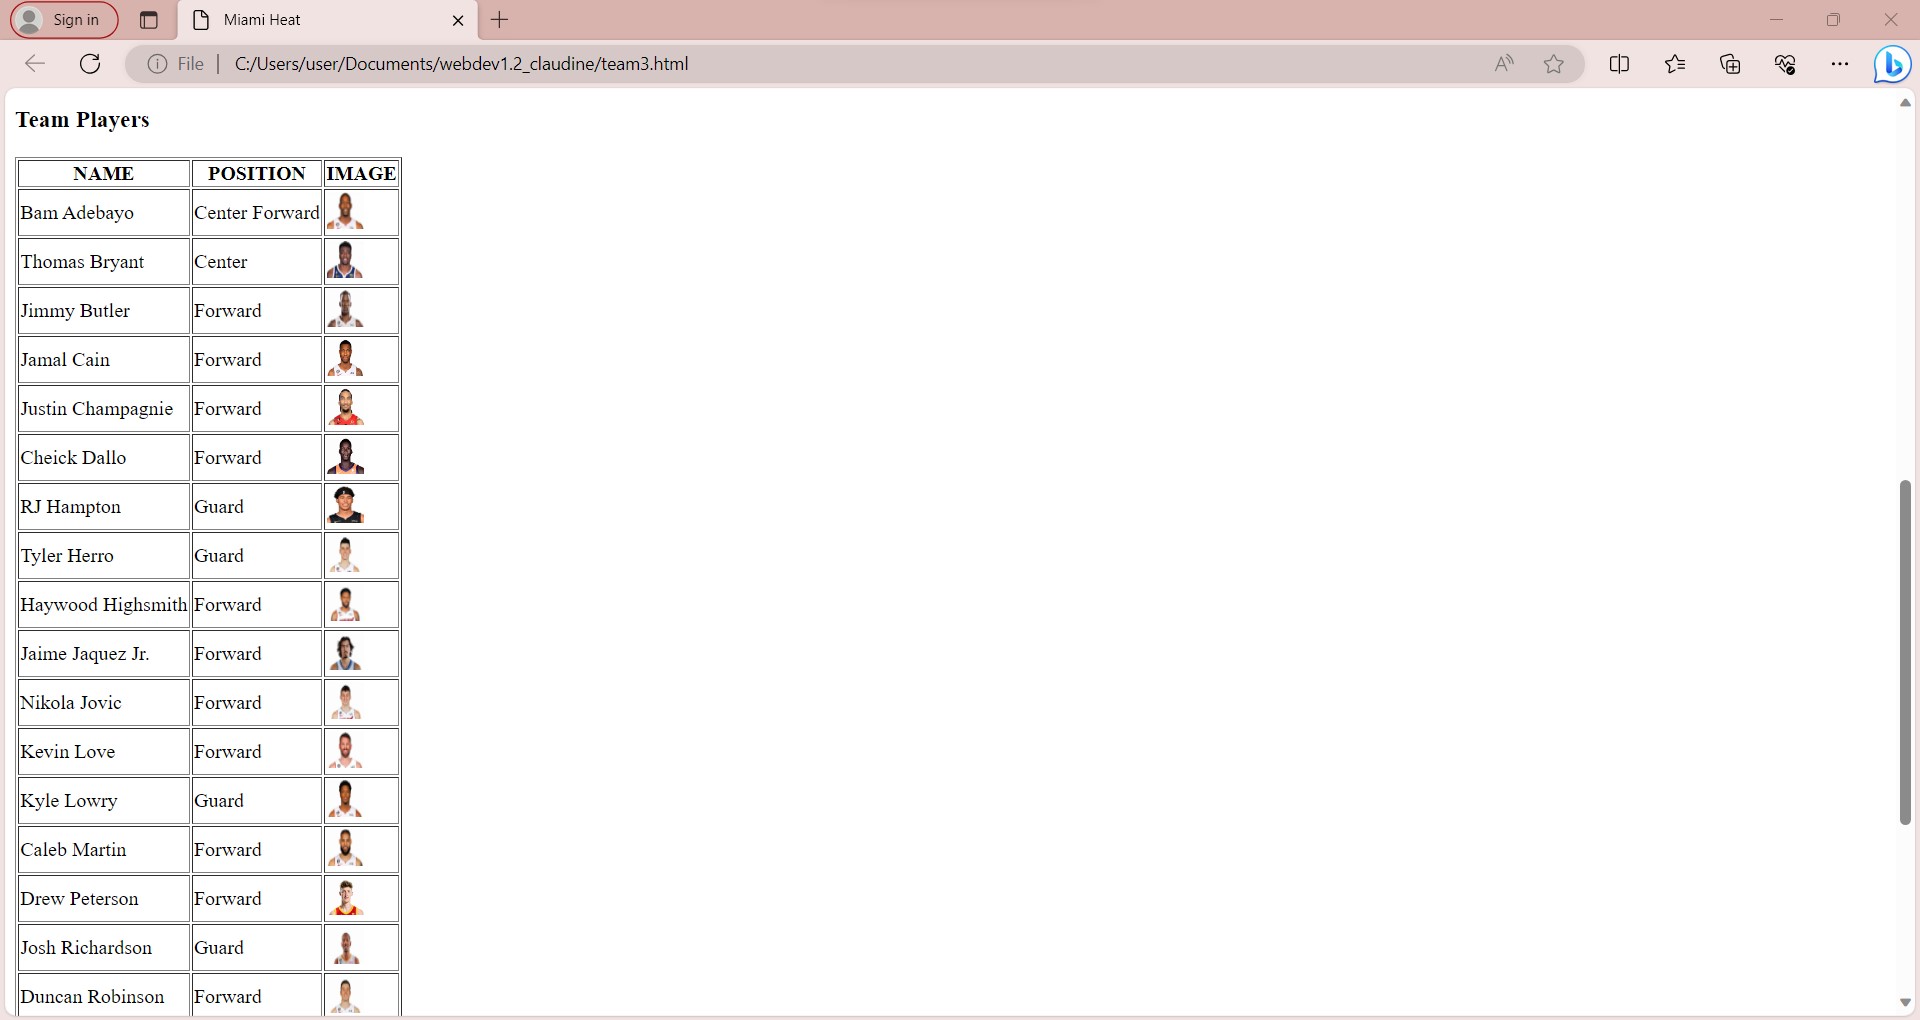 Sign in
Miami Heat
File
C:/Users/user/Documents/webdev1.2_claudine/team3.html
Team Players
NAME POSITION IMAGE
Bam Adebayo Center Forward
Thomas Bryant Center
Jimmy Butler Forward
Jamal Cain Forward
Justin Champagnie Forward
Cheick Dallo Forward
RJ Hampton Guard
Tyler Herro Guard
Haywood Highsmith Forward
Jaime Jaquez Jr. Forward
Nikola Jovic Forward
Kevin Love Forward
Kyle Lowry Guard
Caleb Martin Forward
Drew Peterson Forward
Josh Richardson Guard
Duncan Robinson Forward